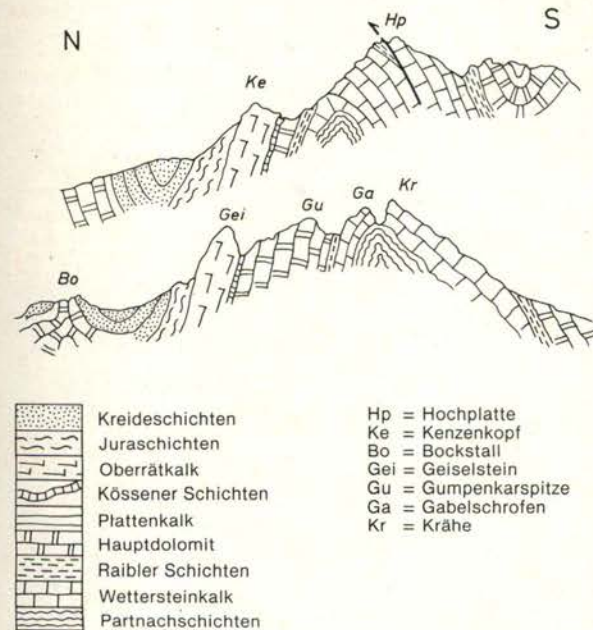 N
S
Hp
Ke
Gei
Gu
Ga
Kr
Bo
Kreideschichten
Juraschichten
Oberrätkalk
Kössener Schichten
Plattenkalk
Hauptdolomit
Raibler Schichten
Wettersteinkalk
Partnachschichten
Hp = Hochplatte
Ke = Kenzenkopf
Bo = Bockstall
Gei = Geiselstein
Gu = Gumpenkarspitze
Ga = Gabelschrofen
Kr = Krähe